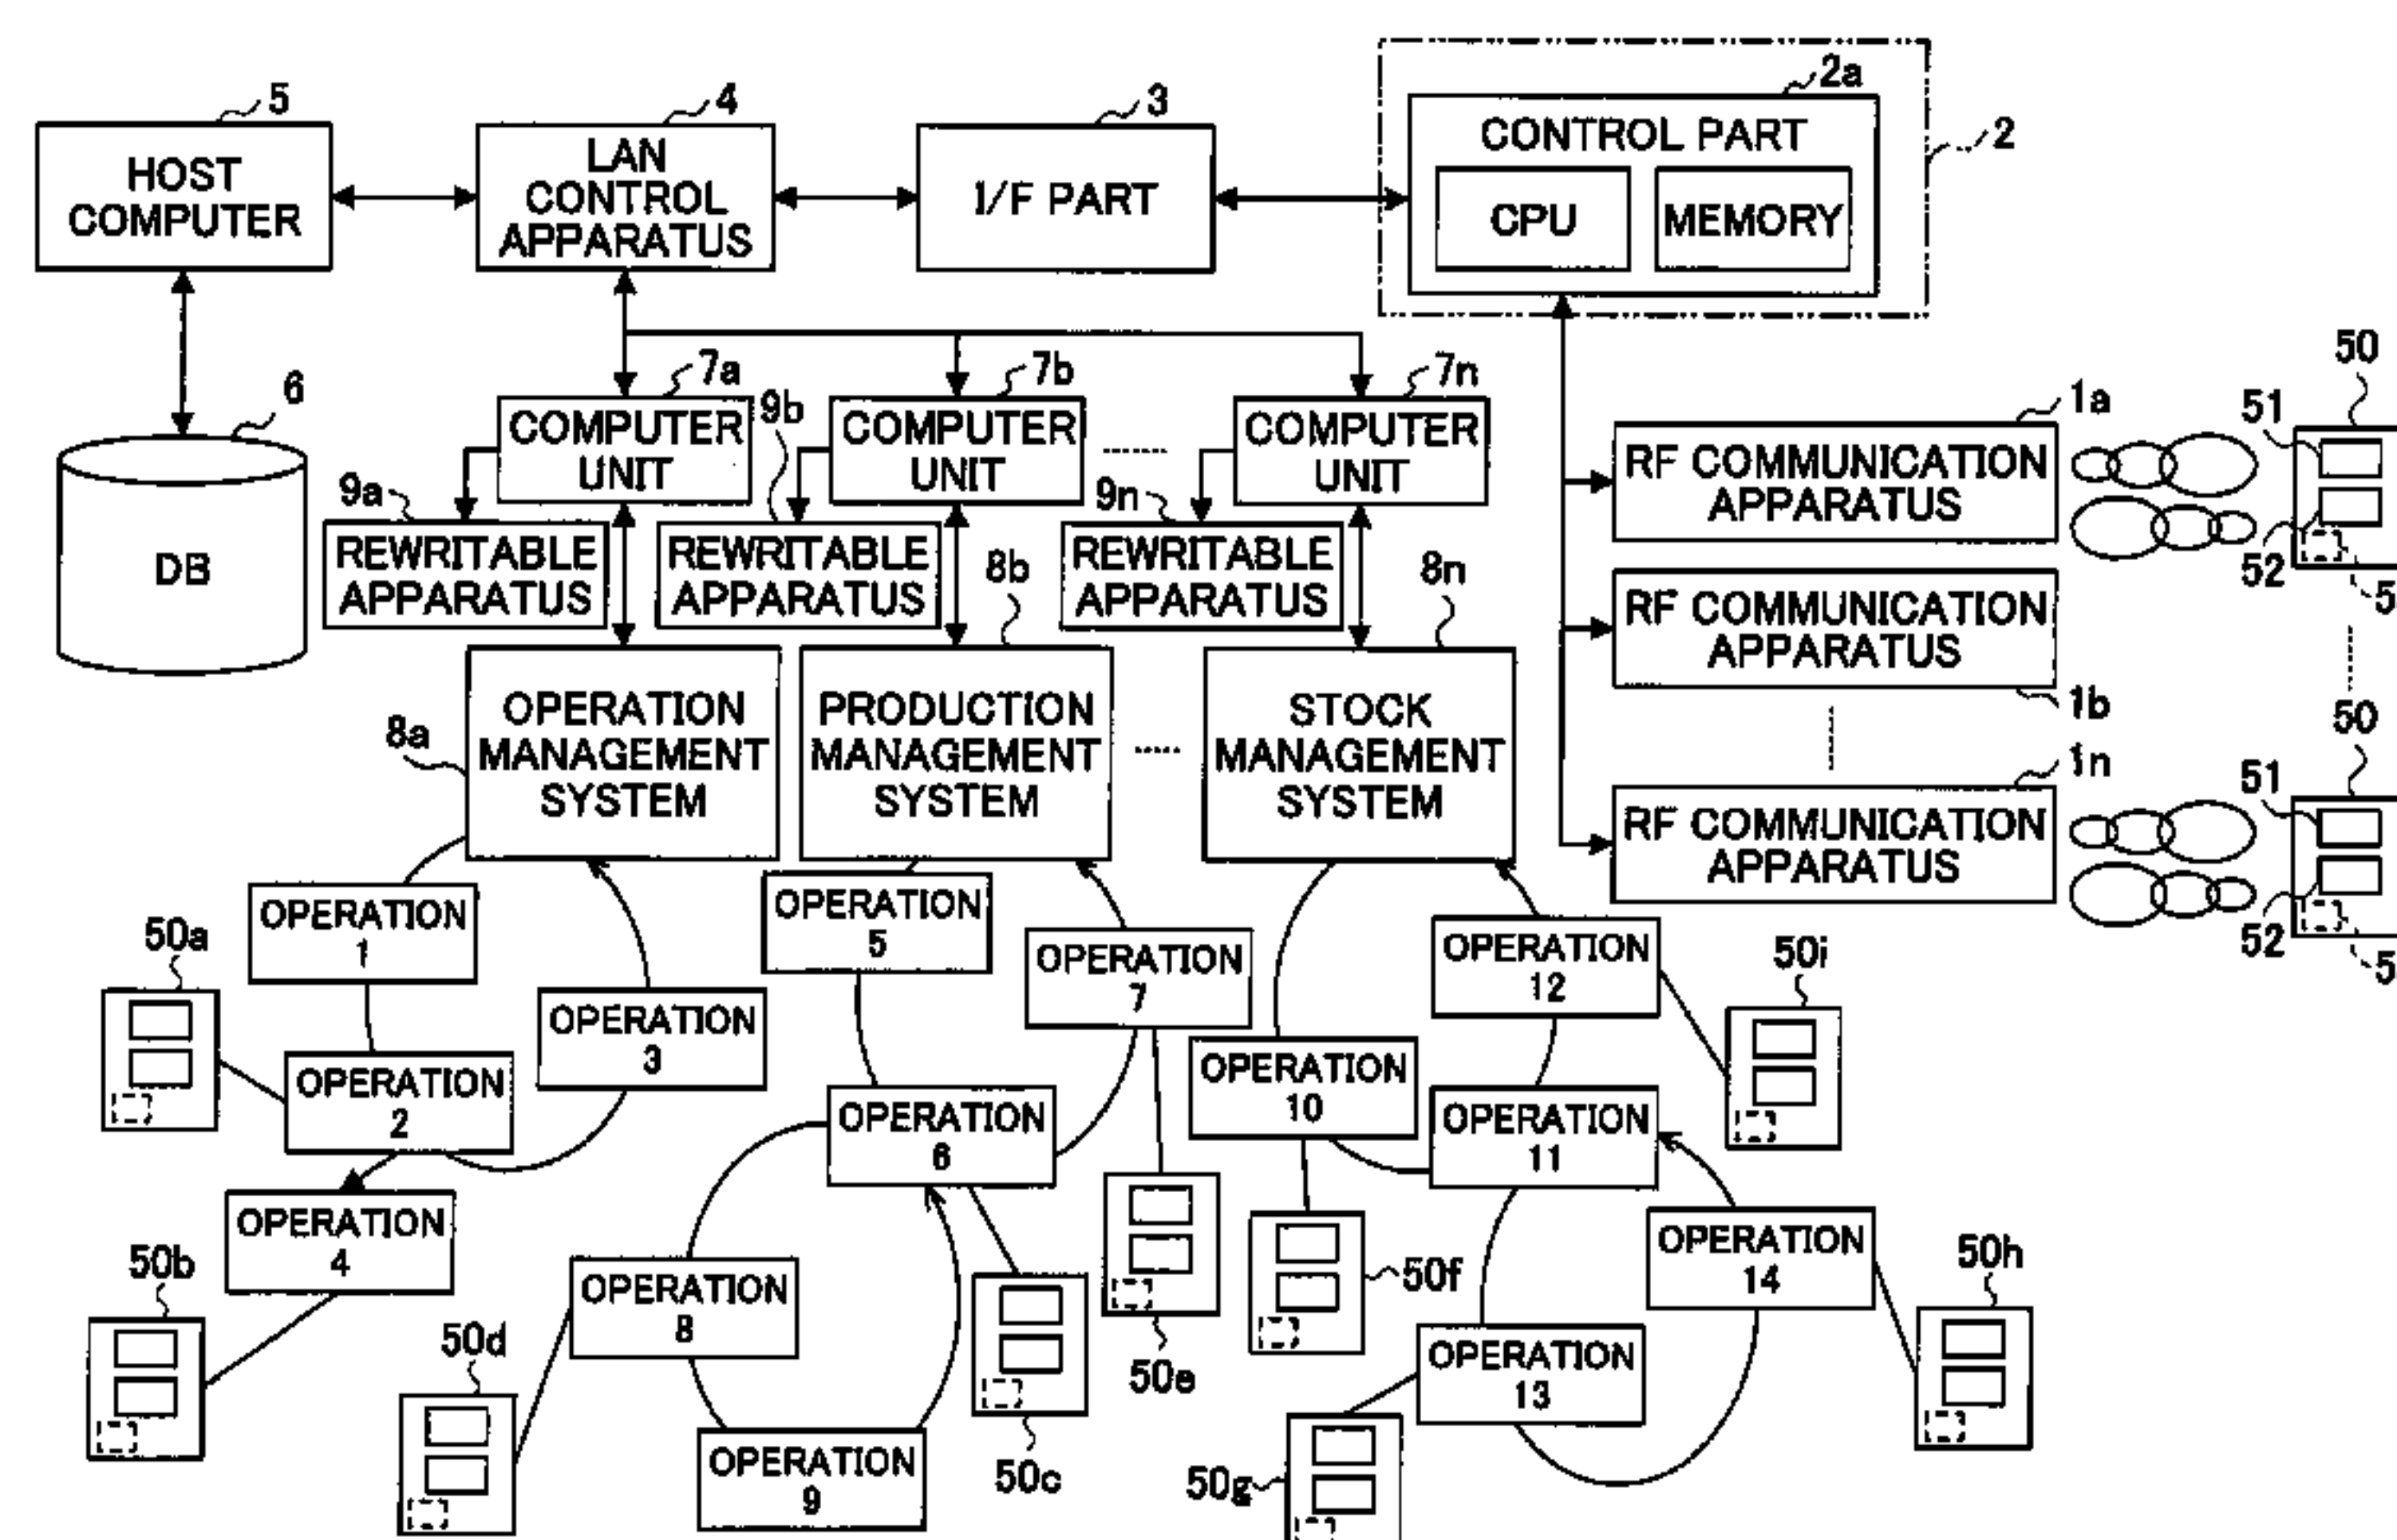 5
HOST
COMPUTER
4
LAN
CONTROL
APPARATUS
3
I/F PART
2a
2
CONTROL PART
CPU
MEMORY
6
DB
7a
COMPUTER
UNIT
7b
COMPUTER
UNIT
7n
COMPUTER
UNIT
9a
REWRITABLE
APPARATUS
9b
REWRITABLE
APPARATUS
9n
REWRITABLE
APPARATUS
1a
RF COMMUNICATION
APPARATUS
RF COMMUNICATION
APPARATUS
1b
1n
RF COMMUNICATION
APPARATUS
50
51
52
5
50
51
52
5
8a
OPERATION
MANAGEMENT
SYSTEM
8b
PRODUCTION
MANAGEMENT
SYSTEM
8n
STOCK
MANAGEMENT
SYSTEM
OPERATION
1
50a
OPERATION
2
OPERATION
3
OPERATION
4
50b
OPERATION
5
OPERATION
6
OPERATION
7
50e
OPERATION
8
50d
OPERATION
9
50c
OPERATION
10
50f
OPERATION
11
OPERATION
12
50i
OPERATION
13
50g
OPERATION
14
50h